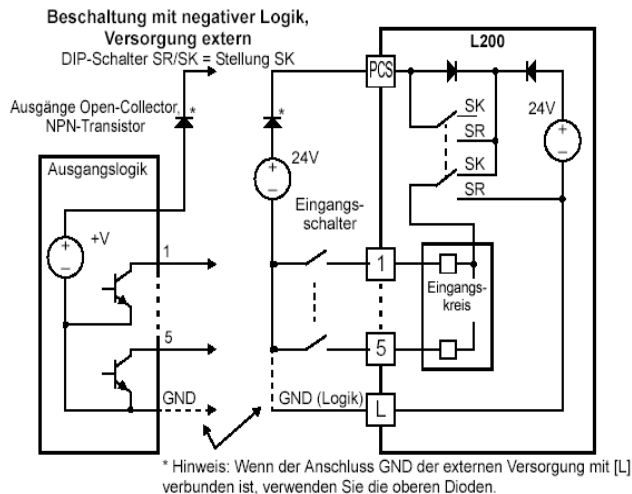 Beschaltung mit negativer Logik,
Versorgung extern
DIP-Schalter SR/SK = Stellung SK
L200
PCS
*
*
Ausgänge Open-Collector,
NPN-Transistor
SK
SR
SK
SR
24V
+
–
24V
+
–
Ausgangslogik
+V
+
–
Eingangs-
schalter
1
1
Eingangs-
kreis
5
5
GND
GND (Logik)
L
* Hinweis: Wenn der Anschluss GND der externen Versorgung mit [L]
verbunden ist, verwenden Sie die oberen Dioden.